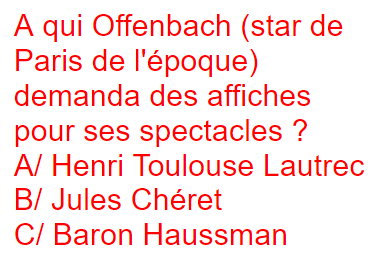 A qui Offenbach (star de
Paris de l'époque)
demanda des affiches
pour ses spectacles ?
A/ Henri Toulouse Lautrec
B/ Jules Chéret
C/ Baron Haussman